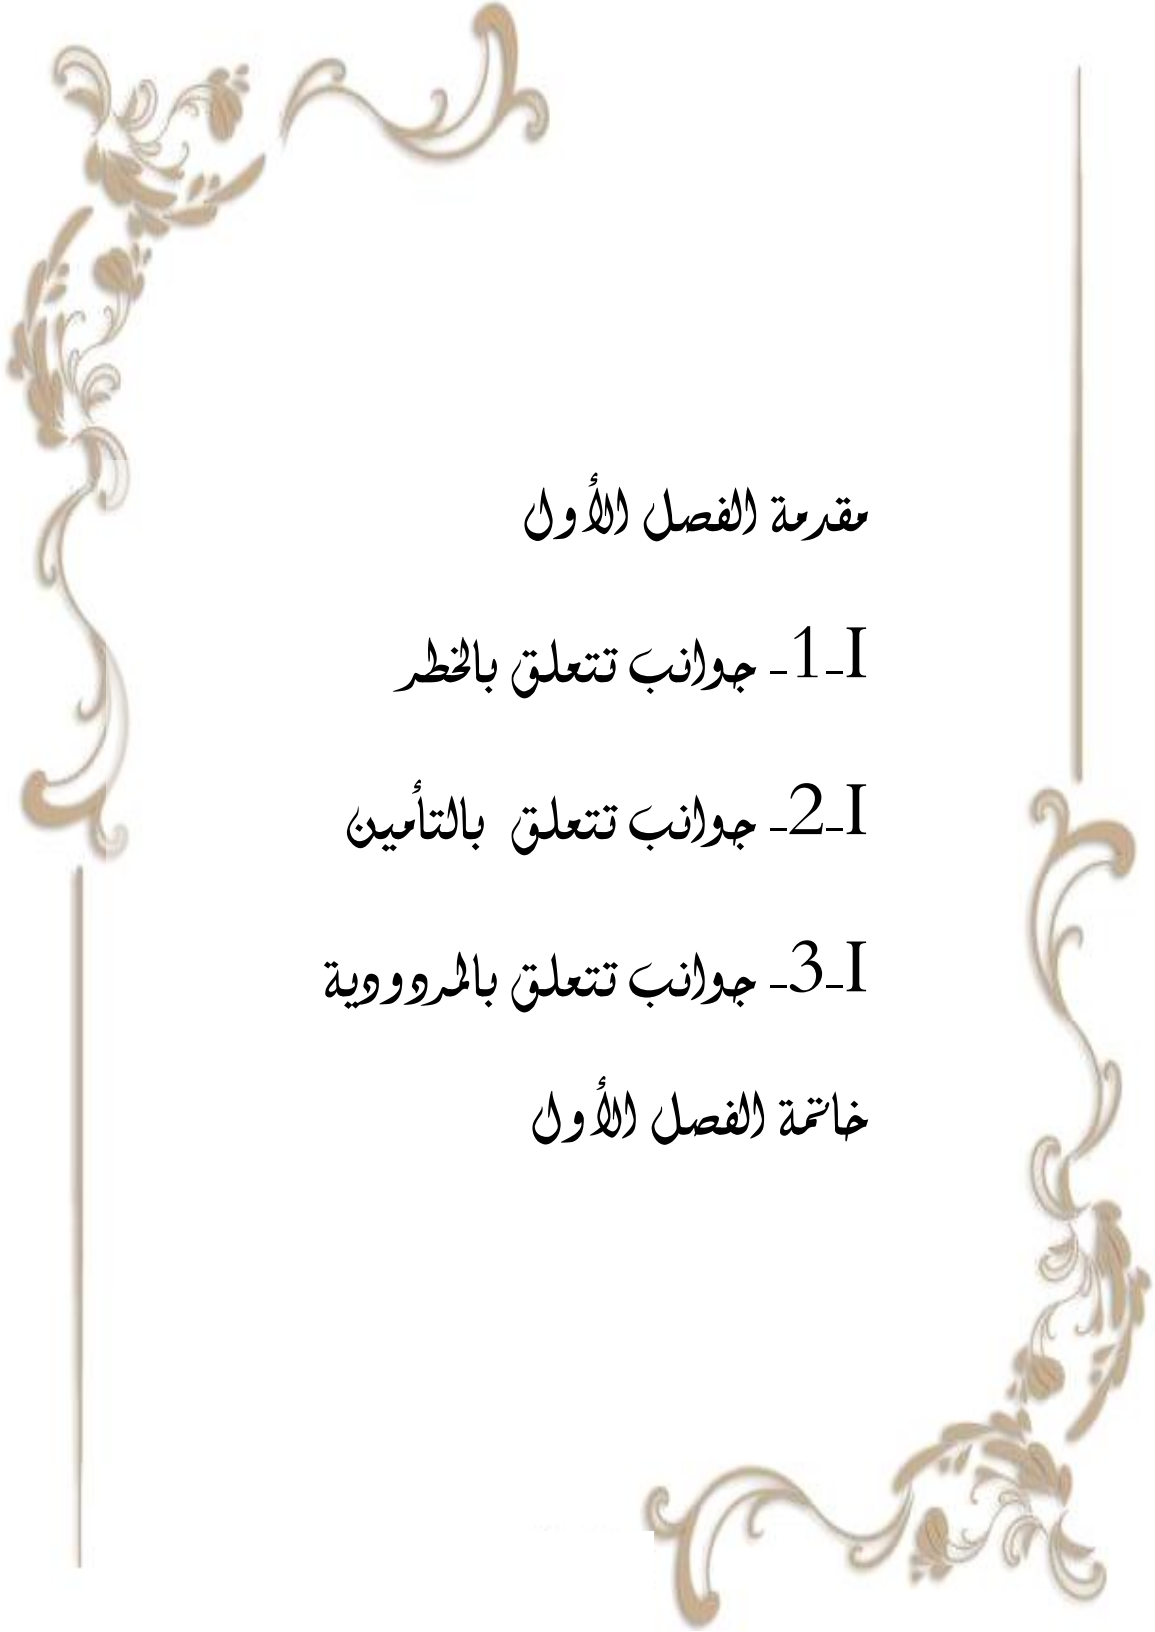 مقدمة الفصل الأول
I-1- جوانب تتعلق بالخطر
I-2- جوانب تتعلق بالتأمين
I-3- جوانب تتعلق بالمردودية
خاتمة الفصل الأول